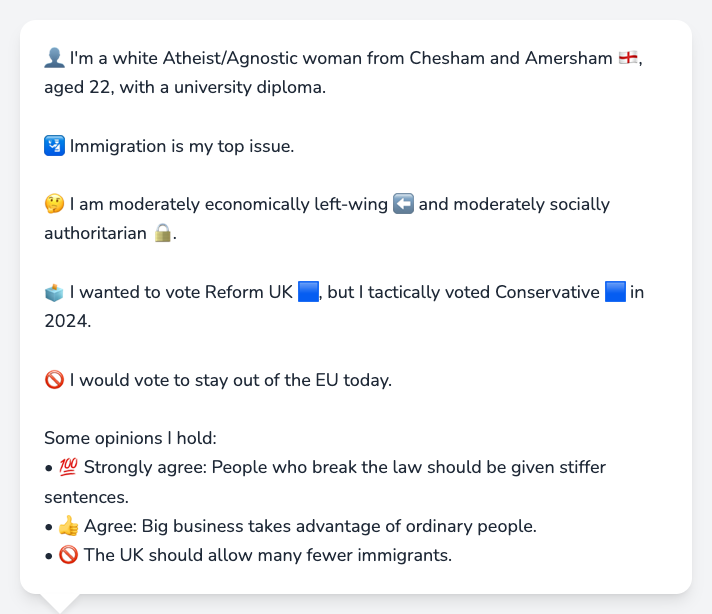 👤 I'm a white Atheist/Agnostic woman from Chesham and Amersham 🏴󠁧󠁢󠁥󠁮󠁧󠁿,
aged 22, with a university diploma.
🛂 Immigration is my top issue.
🤔 I am moderately economically left-wing ⬅️ and moderately socially
authoritarian 🔒.
🗳️ I wanted to vote Reform UK 🟦, but I tactically voted Conservative 🟦 in
2024.
🚫 I would vote to stay out of the EU today.
Some opinions I hold:
• 💯 Strongly agree: People who break the law should be given stiffer
sentences.
• 👍 Agree: Big business takes advantage of ordinary people.
• 🚫 The UK should allow many fewer immigrants.